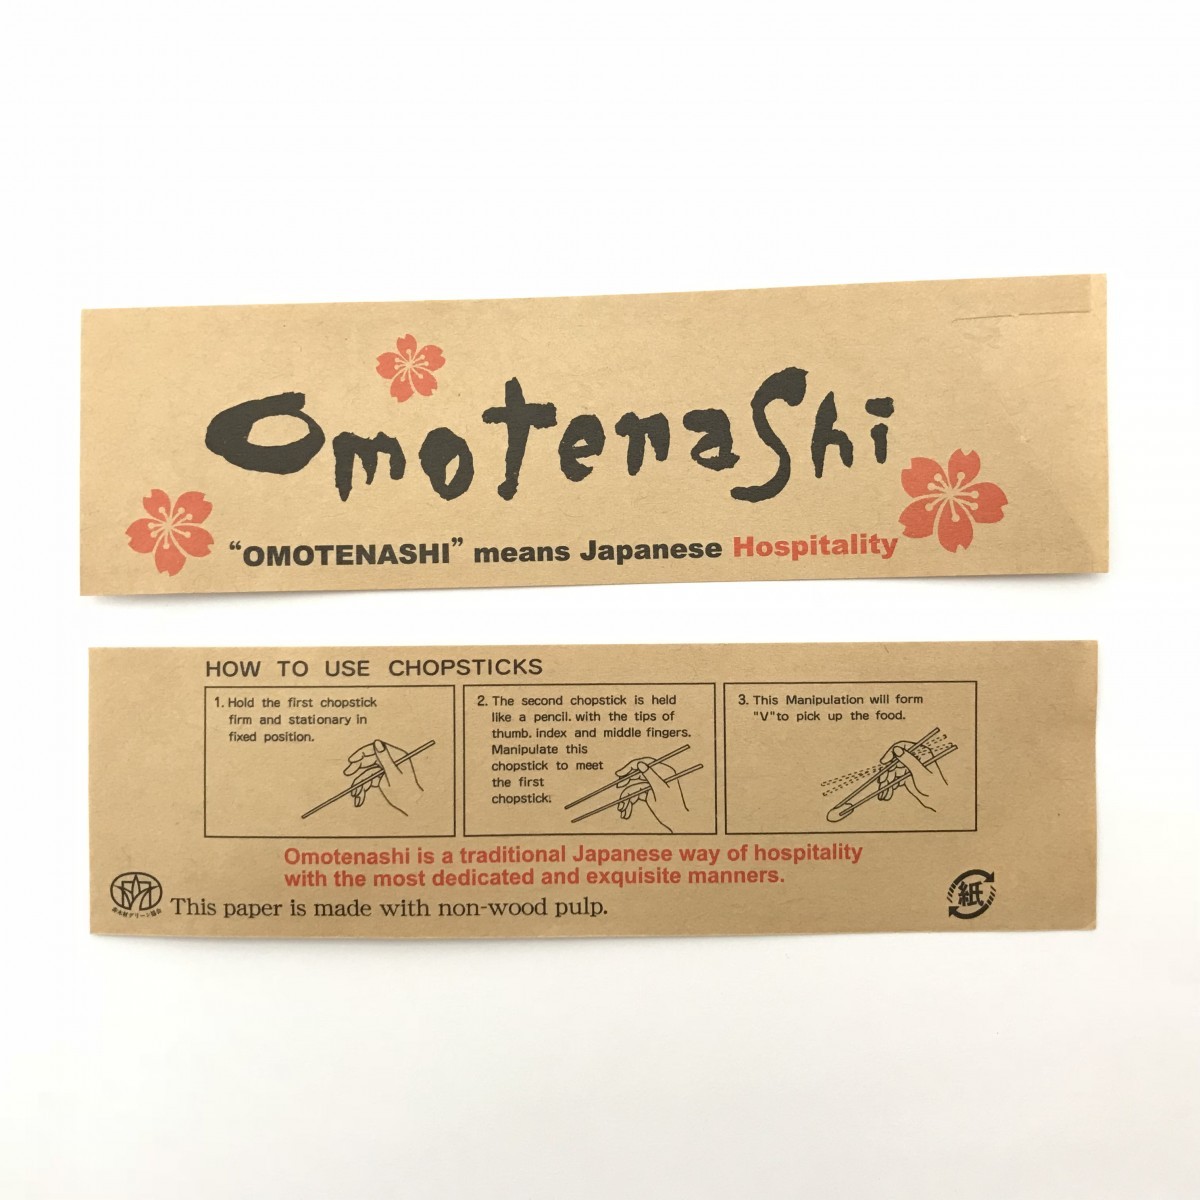 Omotenashi
“OMOTENASHI” means Japanese Hospitality
HOW TO USE CHOPSTICKS
1. Hold the first chopstick
firm and stationary in
fixed position.
2. The second chopstick is held
like a pencil. with the tips of
thumb. index and middle fingers.
Manipulate this
chopstick to meet
the first
chopstick.
3. This Manipulation will form
"V"to pick up the food.
Omotenashi is a traditional Japanese way of hospitality
with the most dedicated and exquisite manners.
This paper is made with non-wood pulp.
紙